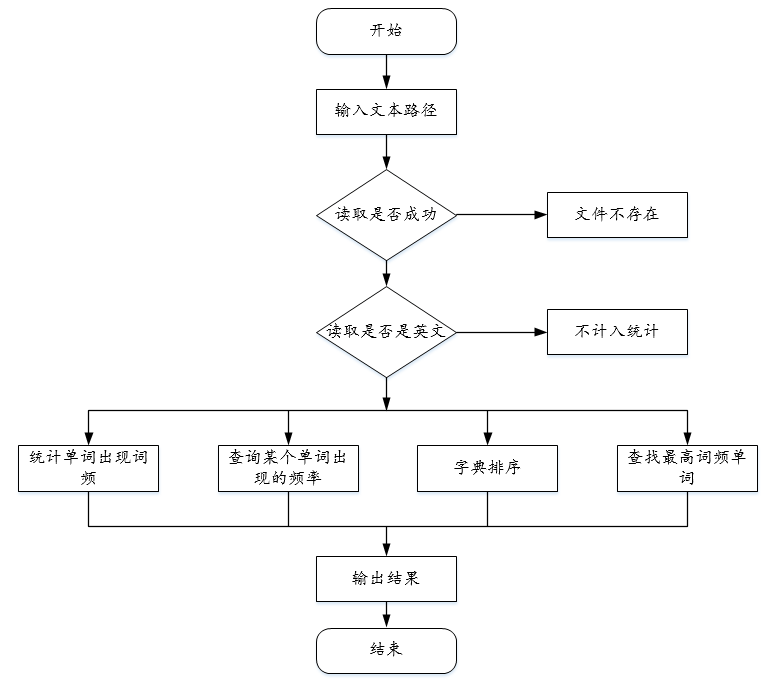 开始
输入文本路径
读取是否成功
文件不存在
读取是否是英文
不计入统计
统计单词出现词
频
查询某个单词出
现的频率
字典排序
查找最高词频单
词
输出结果
结束